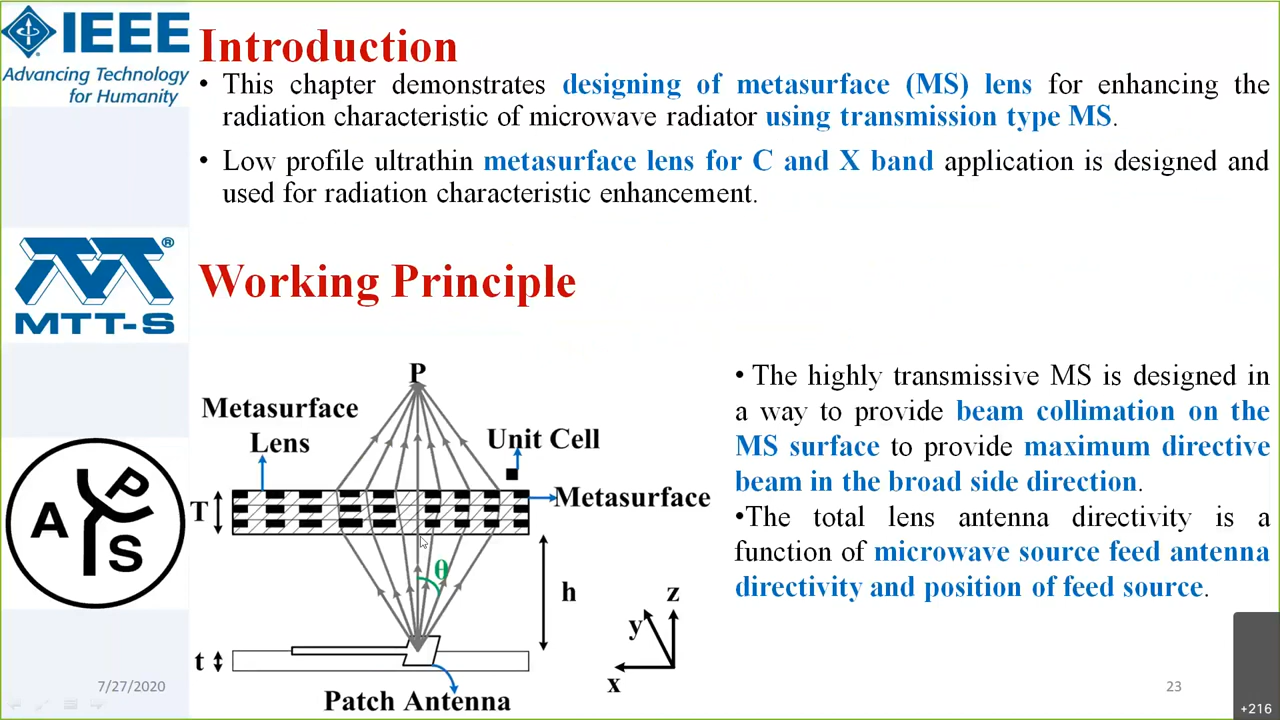 IEEE
Advancing Technology
for Humanity
Introduction
• This chapter demonstrates designing of metasurface (MS) lens for enhancing the
radiation characteristic of microwave radiator using transmission type MS.
• Low profile ultrathin metasurface lens for C and X band application is designed and
used for radiation characteristic enhancement.
MTT-S
®
Working Principle
P
Metasurface
Lens
Unit Cell
Metasurface
T
θ
h
t
z
y
x
Patch Antenna
• The highly transmissive MS is designed in
a way to provide beam collimation on the
MS surface to provide maximum directive
beam in the broad side direction.
•The total lens antenna directivity is a
function of microwave source feed antenna
directivity and position of feed source.
A
P
S
7/27/2020
23
+216